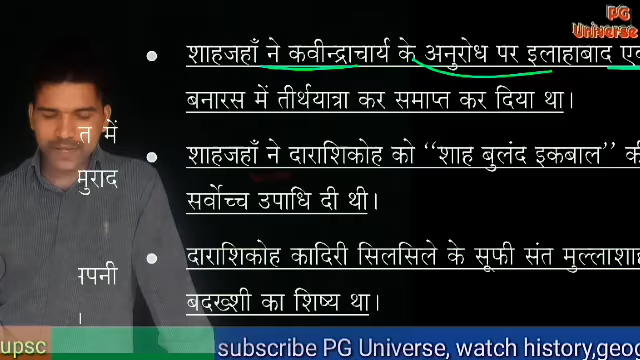 PG
Universe
शाहजहाँ ने कवीन्द्राचार्य के अनुरोध पर इलाहाबाद
बनारस में तीर्थयात्रा कर समाप्त कर दिया था।
त में
शाहजहाँ ने दाराशिकोह को “शाह बुलंद इकबाल” की
मुराद
सर्वोच्च उपाधि दी थी।
दाराशिकोह कादिरी सिलसिले के सूफी संत मुल्लाशाह
बदख्शी का शिष्य था।
upsc
subscribe PG Universe, watch history,geog